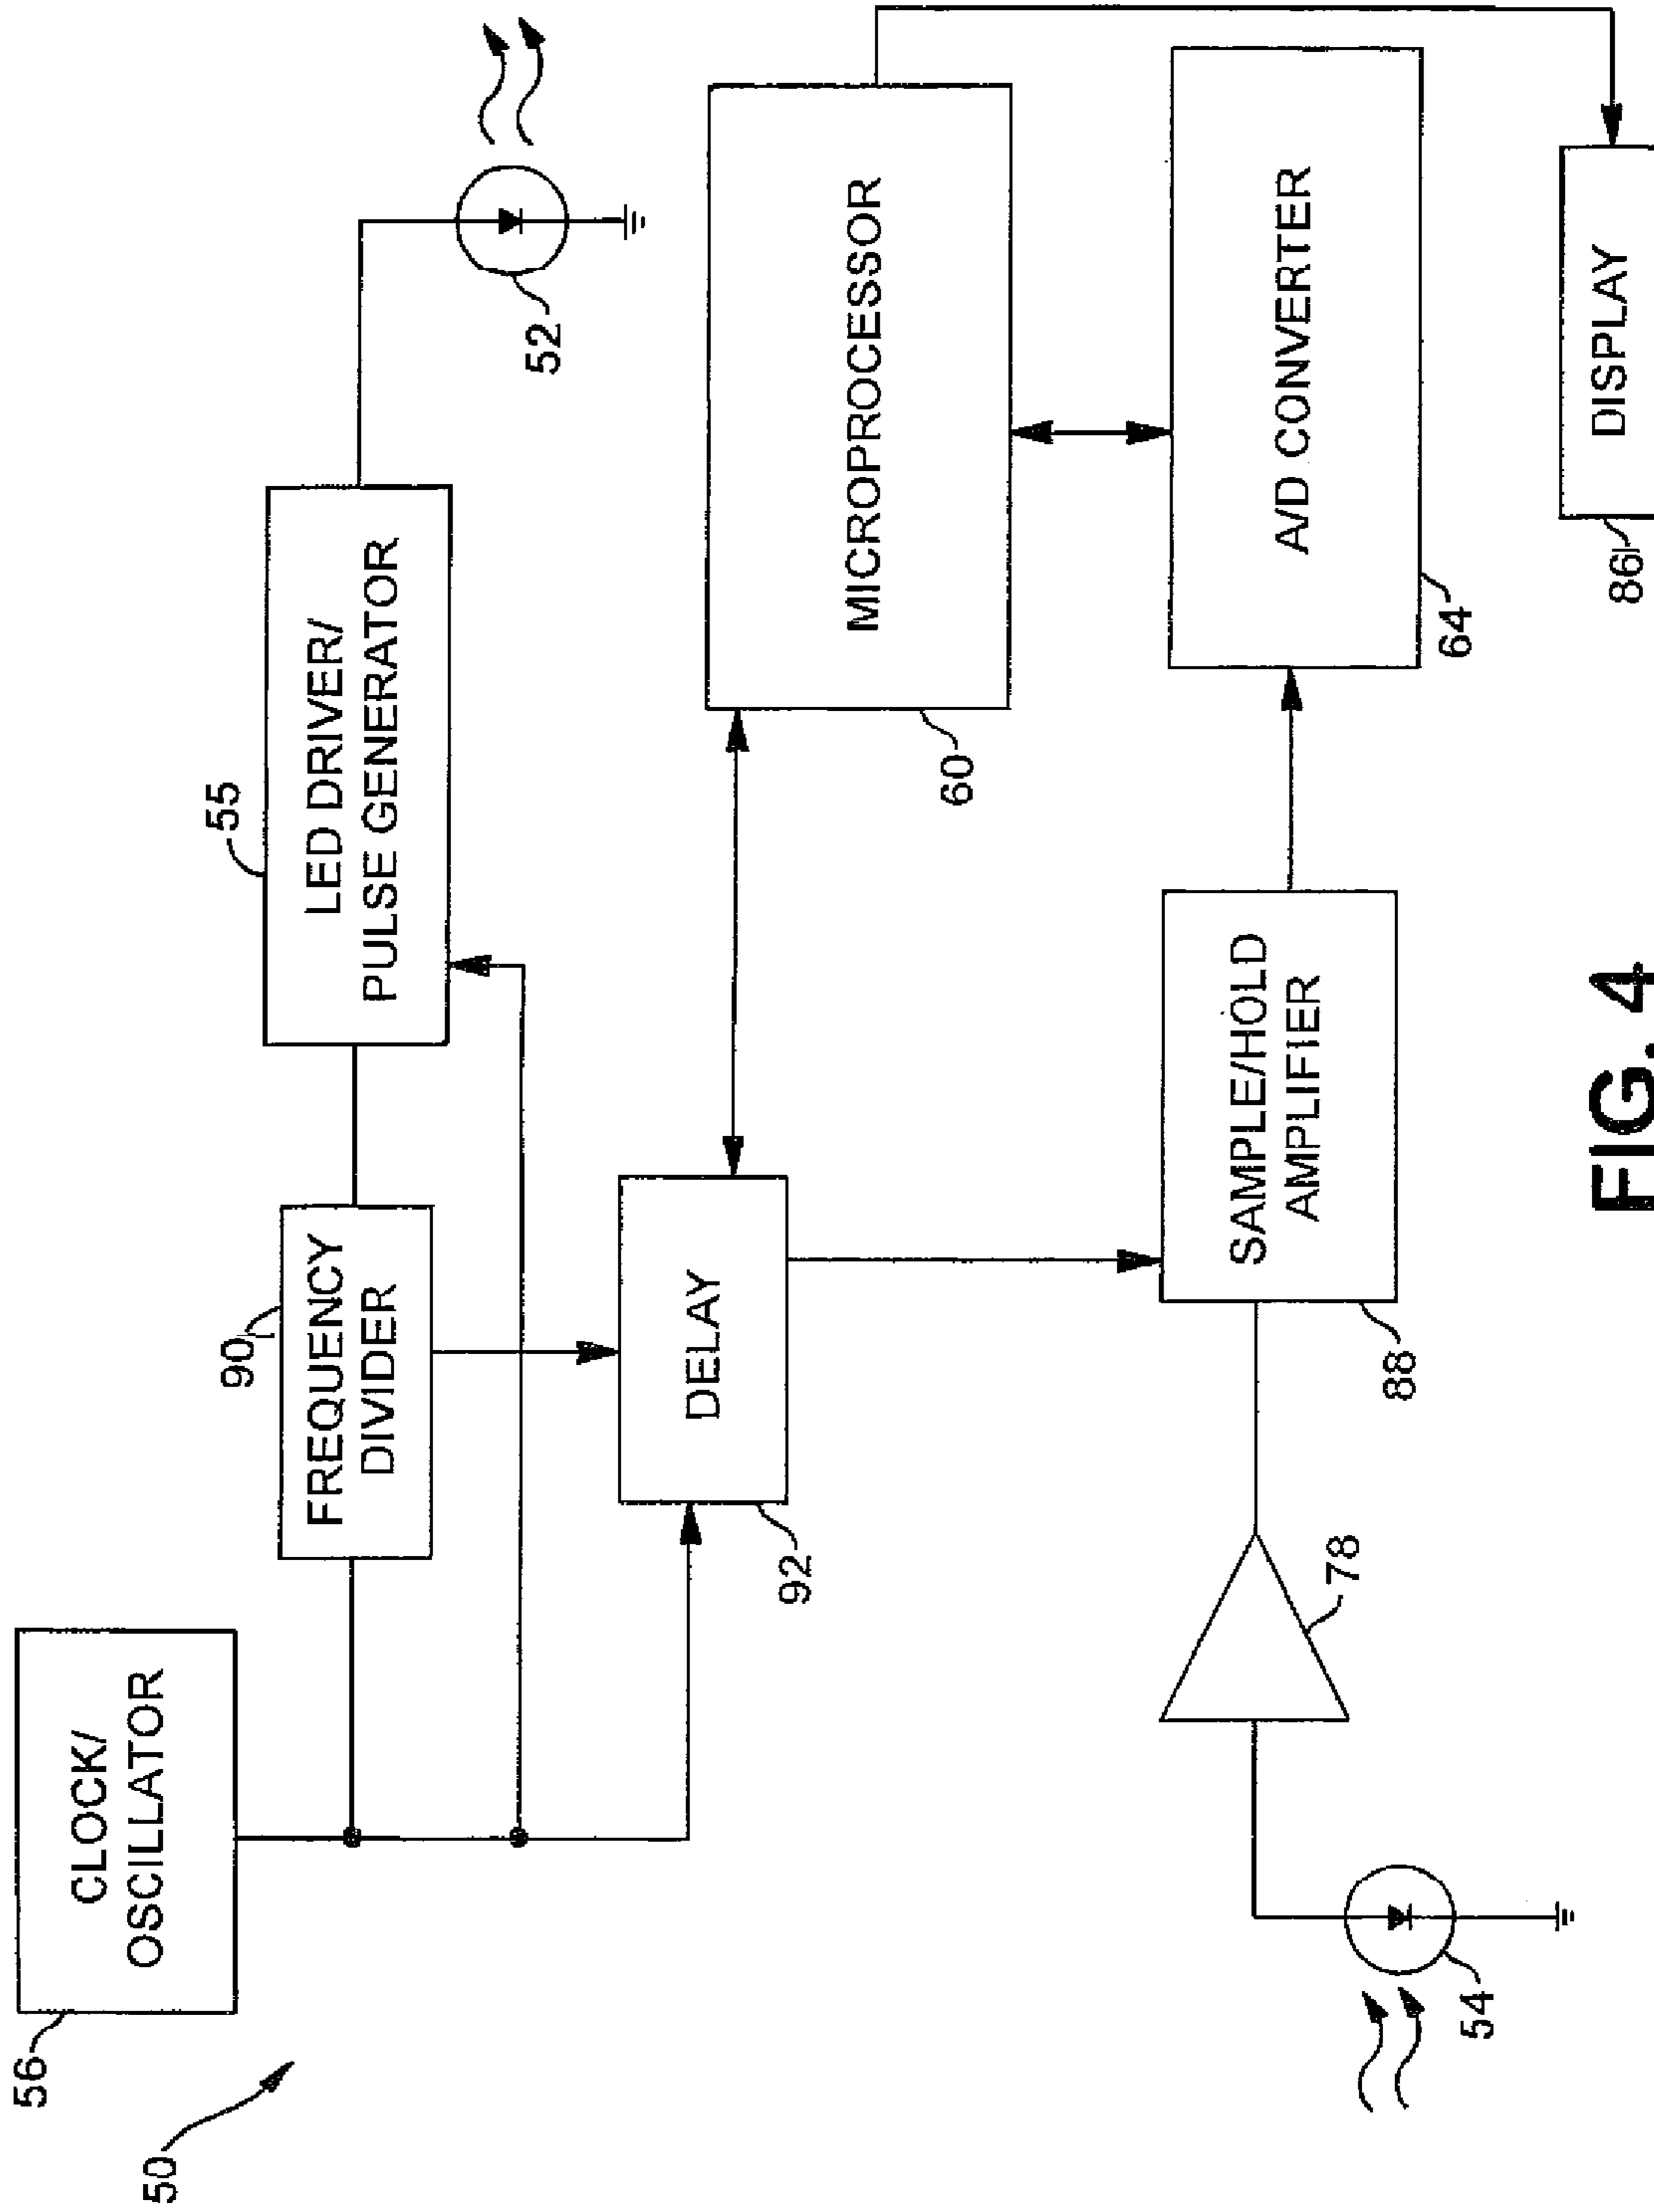 50
56
CLOCK/
OSCILLATOR
90
FREQUENCY
DIVIDER
55
LED DRIVER/
PULSE GENERATOR
52
92
DELAY
60
MICROPROCESSOR
54
78
88
SAMPLE/HOLD
AMPLIFIER
64
A/D CONVERTER
86
DISPLAY
FIG. 4